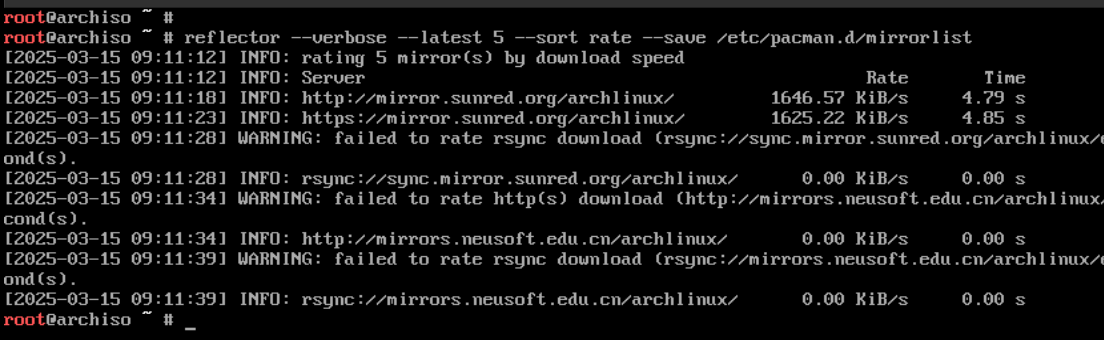 root@archiso ~ #
root@archiso ~ # reflector --verbose --latest 5 --sort rate --save /etc/pacman.d/mirrorlist
[2025-03-15 09:11:12] INFO: rating 5 mirror(s) by download speed
[2025-03-15 09:11:12] INFO: Server Rate Time
[2025-03-15 09:11:18] INFO: http://mirror.sunred.org/archlinux/ 1646.57 KiB/s 4.79 s
[2025-03-15 09:11:23] INFO: https://mirror.sunred.org/archlinux/ 1625.22 KiB/s 4.85 s
[2025-03-15 09:11:28] WARNING: failed to rate rsync download (rsync://sync.mirror.sunred.org/archlinux/e
ond(s).
[2025-03-15 09:11:28] INFO: rsync://sync.mirror.sunred.org/archlinux/ 0.00 KiB/s 0.00 s
[2025-03-15 09:11:34] WARNING: failed to rate http(s) download (http://mirrors.neusoft.edu.cn/archlinux/
cond(s).
[2025-03-15 09:11:34] INFO: http://mirrors.neusoft.edu.cn/archlinux/ 0.00 KiB/s 0.00 s
[2025-03-15 09:11:39] WARNING: failed to rate rsync download (rsync://mirrors.neusoft.edu.cn/archlinux/e
ond(s).
[2025-03-15 09:11:39] INFO: rsync://mirrors.neusoft.edu.cn/archlinux/ 0.00 KiB/s 0.00 s
root@archiso ~ # _